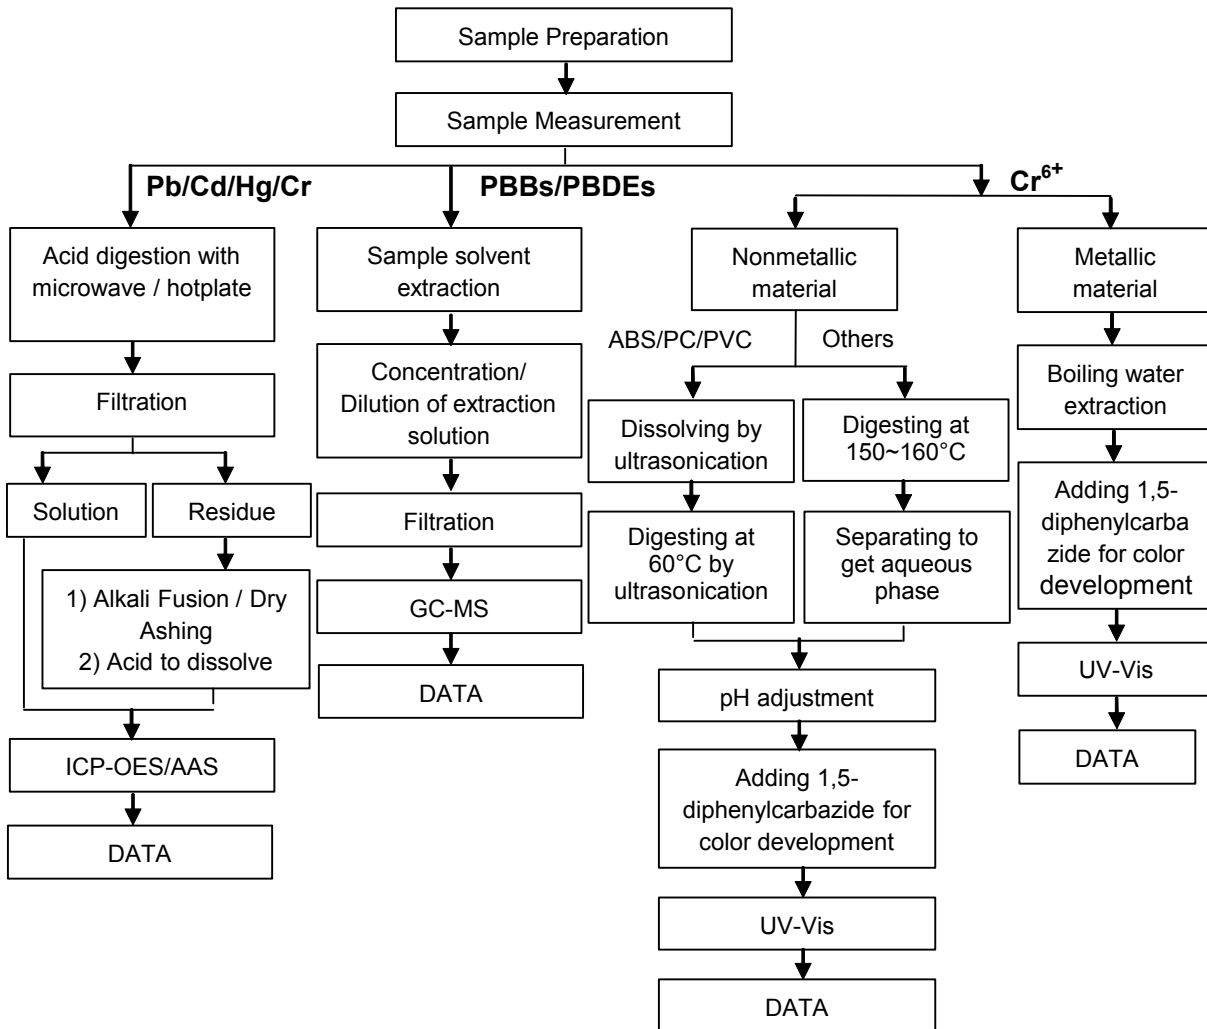 Sample Preparation
Sample Measurement
Pb/Cd/Hg/Cr
PBBs/PBDEs
Cr6+
Acid digestion with
microwave / hotplate
Filtration
Solution
Residue
1) Alkali Fusion / Dry
Ashing
2) Acid to dissolve
ICP-OES/AAS
DATA
Sample solvent
extraction
Concentration/
Dilution of extraction
solution
Filtration
GC-MS
DATA
Nonmetallic
material
ABS/PC/PVC
Others
Dissolving by
ultrasonication
Digesting at
60°C by
ultrasonication
Digesting at
150~160°C
Separating to
get aqueous
phase
pH adjustment
Adding 1,5-
diphenylcarbazide for
color development
UV-Vis
DATA
Metallic
material
Boiling water
extraction
Adding 1,5-
diphenylcarba
zide for color
development
UV-Vis
DATA